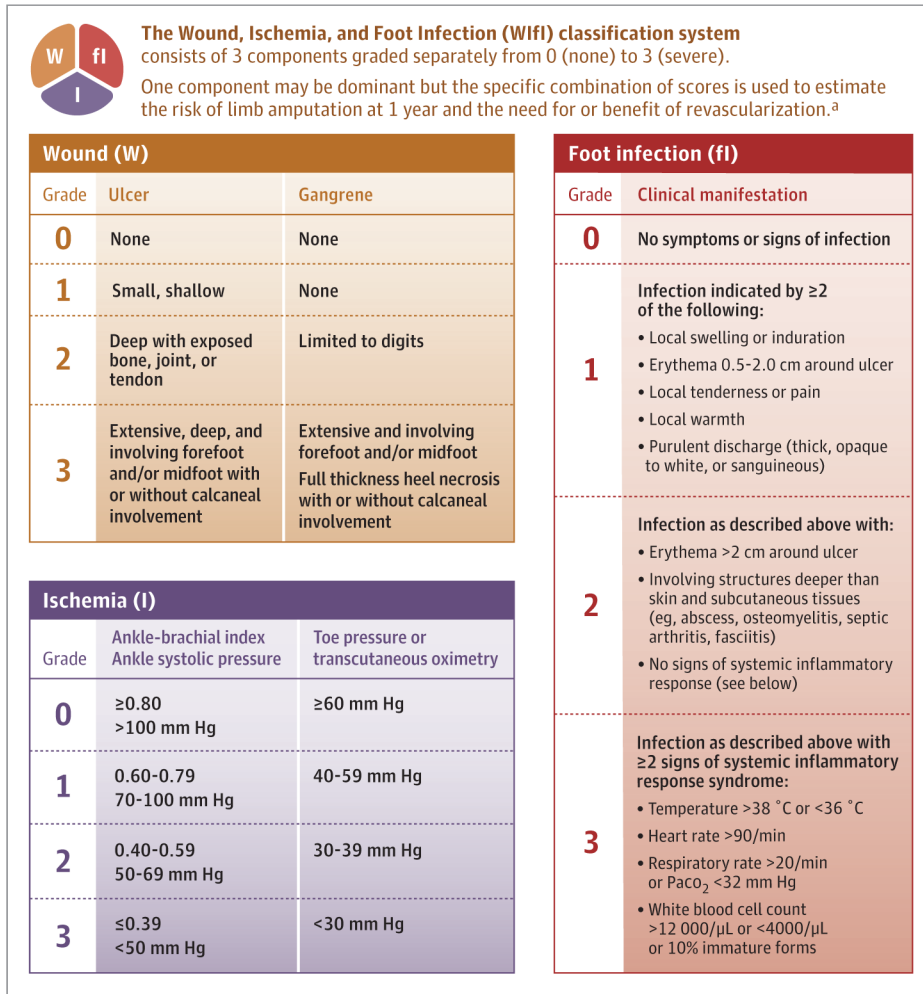 W
fI
I
The Wound, Ischemia, and Foot Infection (WIfI) classification system
consists of 3 components graded separately from 0 (none) to 3 (severe).
One component may be dominant but the specific combination of scores is used to estimate
the risk of limb amputation at 1 year and the need for or benefit of revascularization.ª
Wound (W)
Grade Ulcer Gangrene
0 None None
1 Small, shallow None
2 Deep with exposed Limited to digits
bone, joint, or
tendon
3 Extensive, deep, and Extensive and involving
involving forefoot forefoot and/or midfoot
and/or midfoot with Full thickness heel necrosis
or without calcaneal with or without calcaneal
involvement involvement
Ischemia (I)
Ankle-brachial index Toe pressure or
Grade Ankle systolic pressure transcutaneous oximetry
0 ≥0.80 ≥60 mm Hg
>100 mm Hg
1 0.60-0.79 40-59 mm Hg
70-100 mm Hg
2 0.40-0.59 30-39 mm Hg
50-69 mm Hg
3 ≤0.39 <30 mm Hg
<50 mm Hg
Foot infection (fI)
Grade Clinical manifestation
0 No symptoms or signs of infection
1 Infection indicated by ≥2
of the following:
• Local swelling or induration
• Erythema 0.5-2.0 cm around ulcer
• Local tenderness or pain
• Local warmth
• Purulent discharge (thick, opaque
to white, or sanguineous)
2 Infection as described above with:
• Erythema >2 cm around ulcer
• Involving structures deeper than
skin and subcutaneous tissues
(eg, abscess, osteomyelitis, septic
arthritis, fasciitis)
• No signs of systemic inflammatory
response (see below)
3 Infection as described above with
≥2 signs of systemic inflammatory
response syndrome:
• Temperature >38 ˚C or <36 ˚C
• Heart rate >90/min
• Respiratory rate >20/min
or Paco₂ <32 mm Hg
• White blood cell count
>12 000/µL or <4000/µL
or 10% immature forms